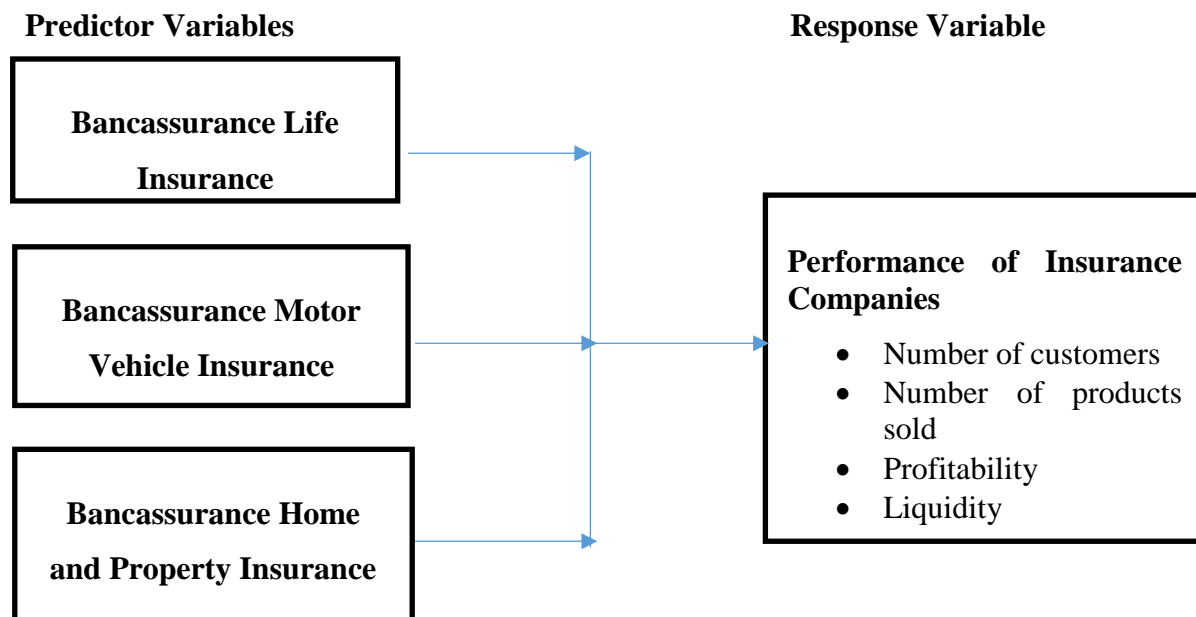 Predictor Variables
Response Variable
Bancassurance Life
Insurance
Bancassurance Motor
Vehicle Insurance
Bancassurance Home
and Property Insurance
Performance of Insurance
Companies
• Number of customers
• Number of products
sold
• Profitability
• Liquidity